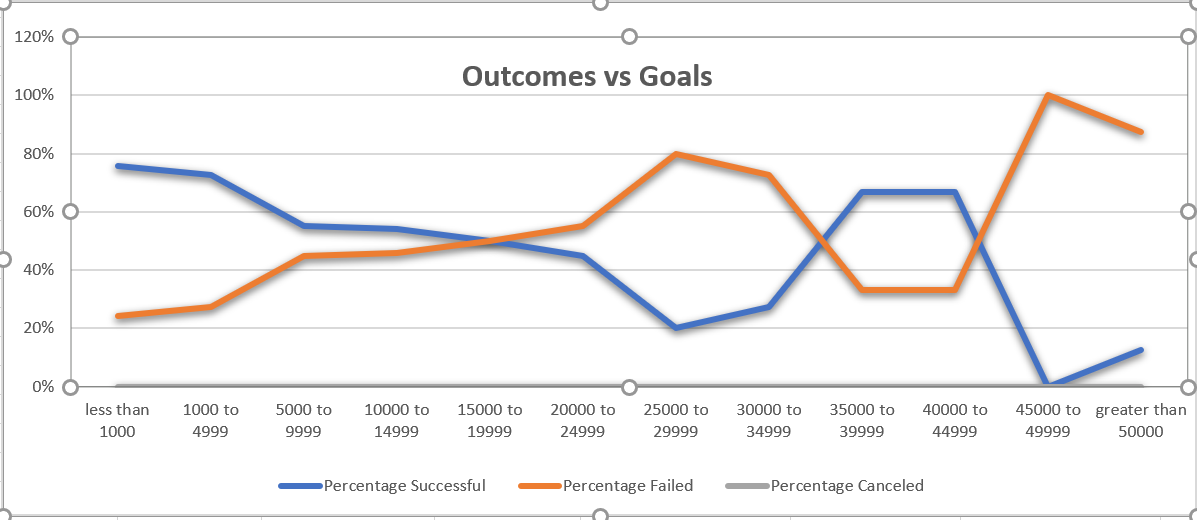 120%
Outcomes vs Goals
100%
80%
60%
40%
20%
0%
less than 1000 to 5000 to 10000 to 15000 to 20000 to 25000 to 30000 to 35000 to 40000 to 45000 to greater than
1000 4999 9999 14999 19999 24999 29999 34999 39999 44999 49999 50000
Percentage Successful Percentage Failed Percentage Canceled